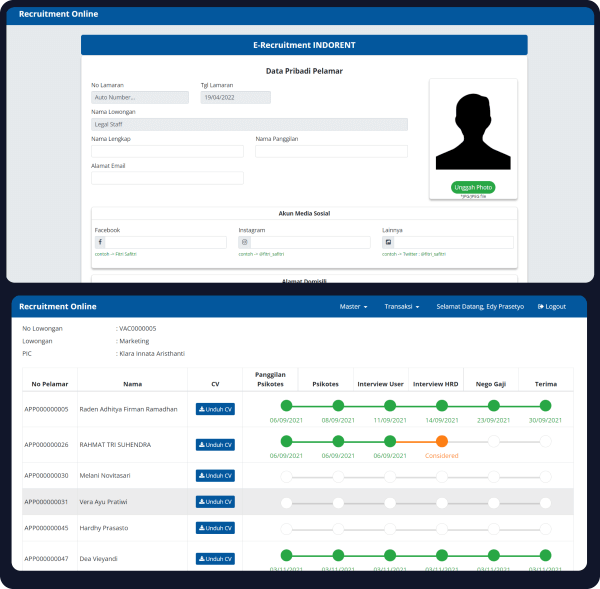 Recruitment Online
E-Recruitment INDORENT
Data Pribadi Pelamar
No Lamaran Tgl Lamaran
Auto Number... 19/04/2022
Nama Lowongan
Legal Staff
Nama Lengkap Nama Panggilan
Alamat Email
Unggah Photo
*JPG/JPEG file
Akun Media Sosial
Facebook Instagram Lainnya
contoh -> Fitri Safitri contoh -> @fitri_safitri contoh -> Twitter : @fitri_safitri
Alamat Domisili
Recruitment Online Master Transaksi Selamat Datang, Edy Prasetyo Logout
No Lowongan : VAC0000005
Lowongan : Marketing
PIC : Klara Innata Aristhanti
No Pelamar Nama CV Panggilan Psikotes Psikotes Interview User Interview HRD Nego Gaji Terima
APP000000005 Raden Adhitya Firman Ramadhan Unduh CV
06/09/2021 08/09/2021 11/09/2021 14/09/2021 23/09/2021 30/09/2021
APP000000026 RAHMAT TRI SUHENDRA Unduh CV
06/09/2021 06/09/2021 06/09/2021 Considered
APP000000030 Melani Novitasari Unduh CV
APP000000031 Vera Ayu Pratiwi Unduh CV
APP000000045 Hardhy Prasasto Unduh CV
APP000000047 Dea Vieyandi Unduh CV
03/11/2021 03/11/2021 03/11/2021 03/11/2021 03/11/2021 03/11/2021